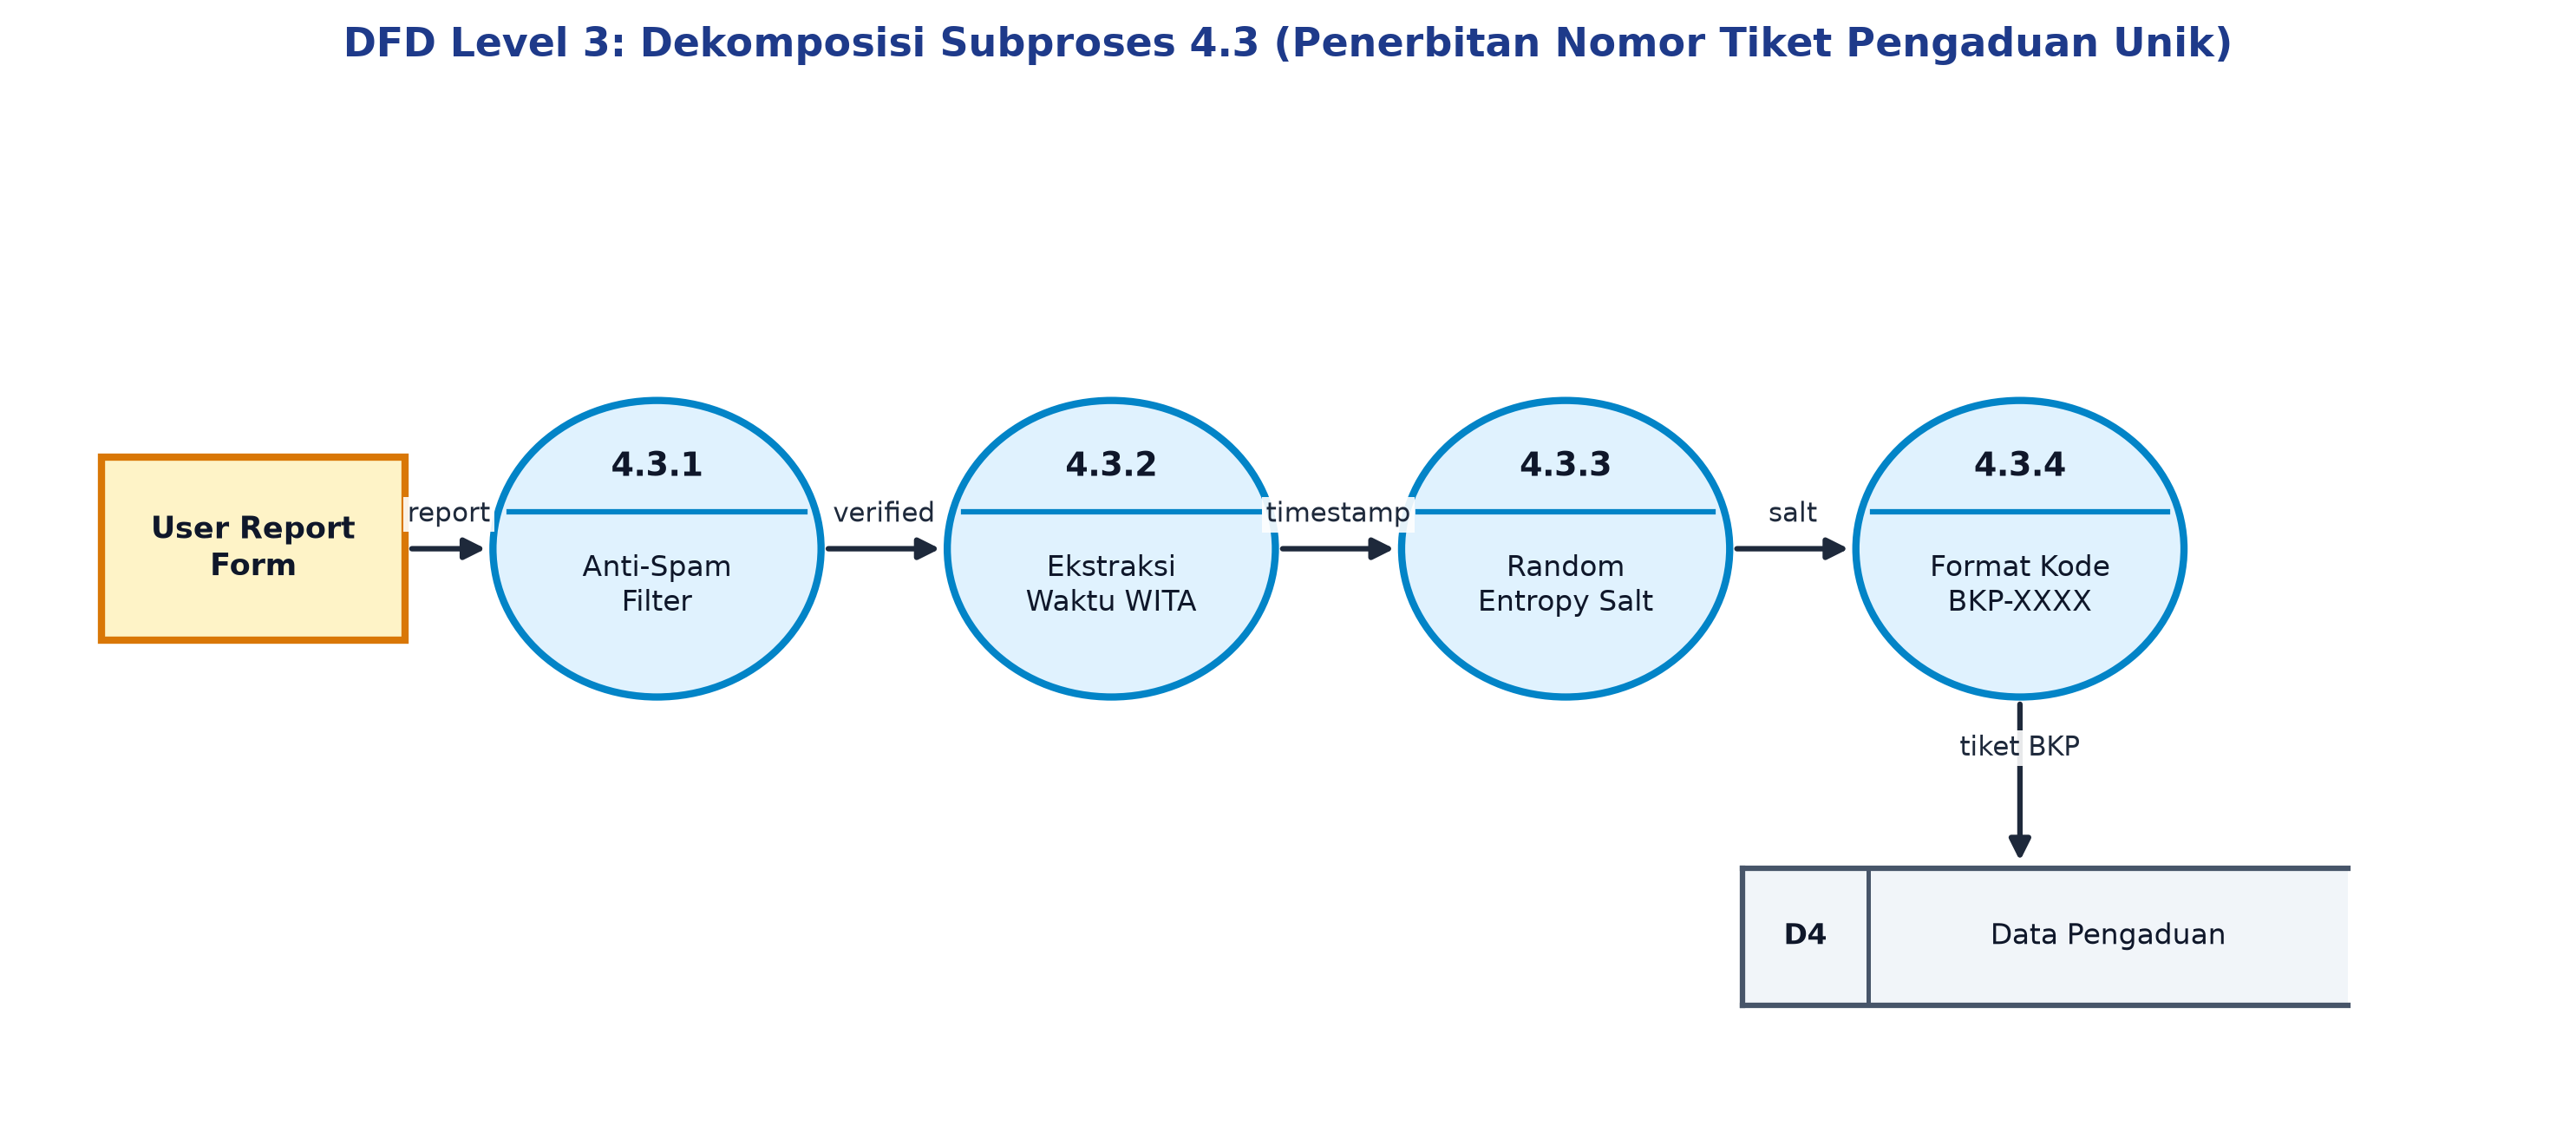 DFD Level 3: Dekomposisi Subproses 4.3 (Penerbitan Nomor Tiket Pengaduan Unik)
User Report
Form
report
4.3.1
Anti-Spam
Filter
verified
4.3.2
Ekstraksi
Waktu WITA
timestamp
4.3.3
Random
Entropy Salt
salt
4.3.4
Format Kode
BKP-XXXX
tiket BKP
D4
Data Pengaduan